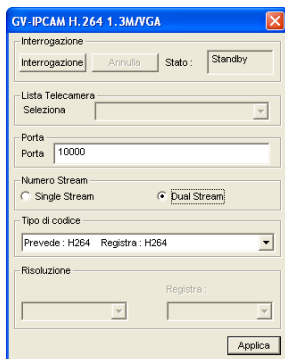 GV-IPCAM H.264 1.3M/VGA
Interrogazione
Interrogazione Annulla Stato : Standby
Lista Telecamera
Seleziona
Porta
Porta 10000
Numero Stream
Single Stream Dual Stream
Tipo di codice
Prevede : H264 Registra : H264
Risoluzione
Registra :
Applica